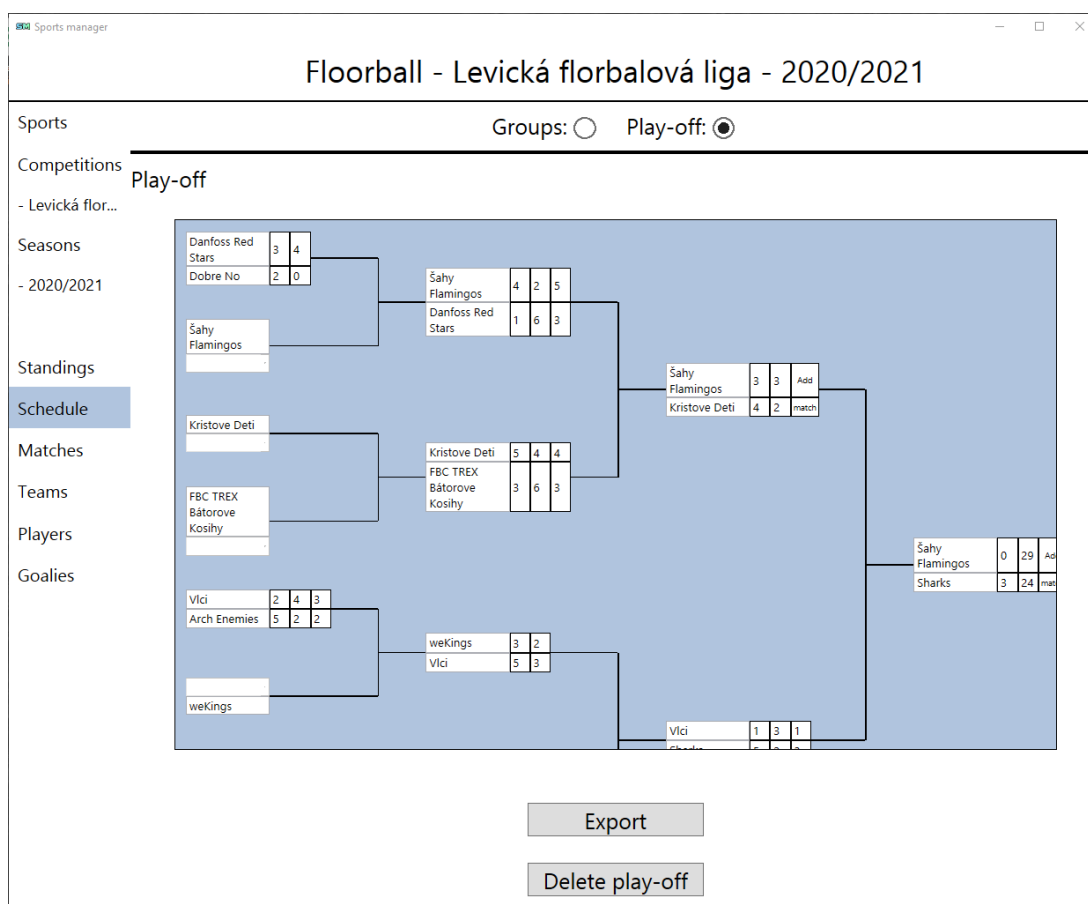 SM Sports manager
Floorball - Levická florbalová liga - 2020/2021
Sports
Competitions
- Levická flor...
Seasons
- 2020/2021
Standings
Schedule
Matches
Teams
Players
Goalies
Groups: Play-off:
Play-off
Danfoss Red
Stars
3 4
Dobre No 2 0
Šahy
Flamingos
Kristove Deti
FBC TREX
Bátorove
Kosihy
Vlci 2 4 3
Arch Enemies 5 2 2
weKings
Šahy
Flamingos
4 2 5
Danfoss Red
Stars
1 6 3
Kristove Deti 5 4 4
FBC TREX
Bátorove
Kosihy
3 6 3
weKings 3 2
Vlci 5 3
Šahy
Flamingos
3 3 Add
Kristove Deti 4 2 match
Vlci 1 3 1
Šahy
Flamingos
0 29 Ad
Sharks 3 24 mat
Export
Delete play-off